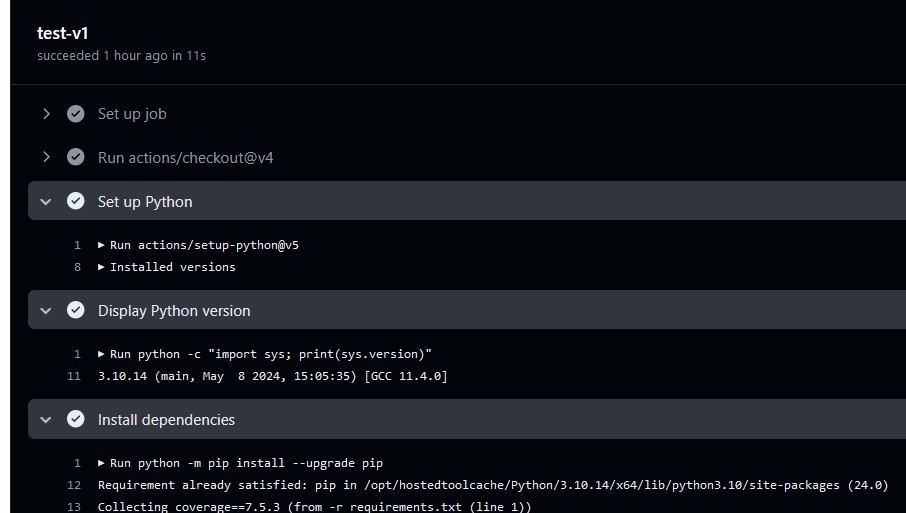 test-v1
succeeded 1 hour ago in 11s
Set up job
Run actions/checkout@v4
Set up Python
1 ▶ Run actions/setup-python@v5
8 ▶ Installed versions
Display Python version
1 ▶ Run python -c "import sys; print(sys.version)"
11 3.10.14 (main, May  8 2024, 15:05:35) [GCC 11.4.0]
Install dependencies
1 ▶ Run python -m pip install --upgrade pip
12 Requirement already satisfied: pip in /opt/hostedtoolcache/Python/3.10.14/x64/lib/python3.10/site-packages (24.0)
13 Collecting coverage==7.5.3 (from -r requirements.txt (line 1))